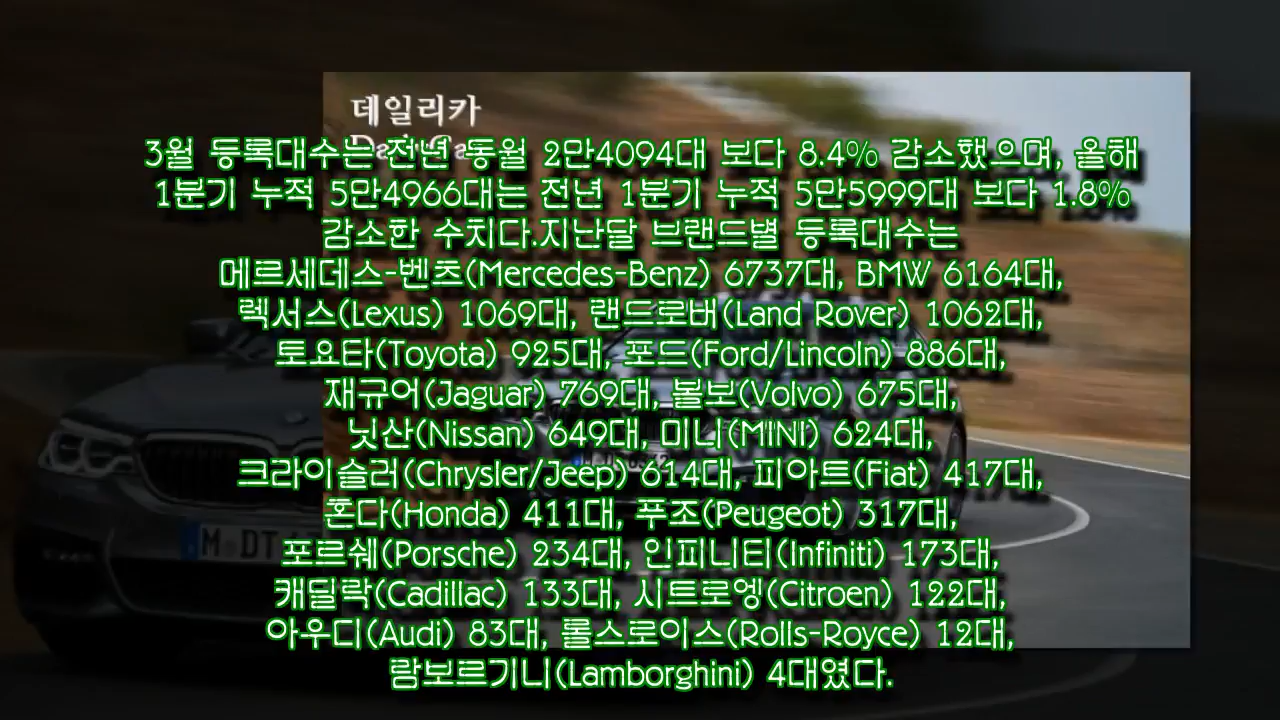 데일리카
3월 등록대수는 전년 동월 2만4094대 보다 8.4% 감소했으며, 올해
1분기 누적 5만4966대는 전년 1분기 누적 5만5999대 보다 1.8%
감소한 수치다.지난달 브랜드별 등록대수는
메르세데스-벤츠(Mercedes-Benz) 6737대, BMW 6164대,
렉서스(Lexus) 1069대, 랜드로버(Land Rover) 1062대,
토요타(Toyota) 925대, 포드(Ford/Lincoln) 886대,
재규어(Jaguar) 769대, 볼보(Volvo) 675대,
닛산(Nissan) 649대, 미니(MINI) 624대,
크라이슬러(Chrysler/Jeep) 614대, 피아트(Fiat) 417대,
혼다(Honda) 411대, 푸조(Peugeot) 317대,
포르쉐(Porsche) 234대, 인피니티(Infiniti) 173대,
캐딜락(Cadillac) 133대, 시트로엥(Citroen) 122대,
아우디(Audi) 83대, 롤스로이스(Rolls-Royce) 12대,
람보르기니(Lamborghini) 4대였다.
M DT